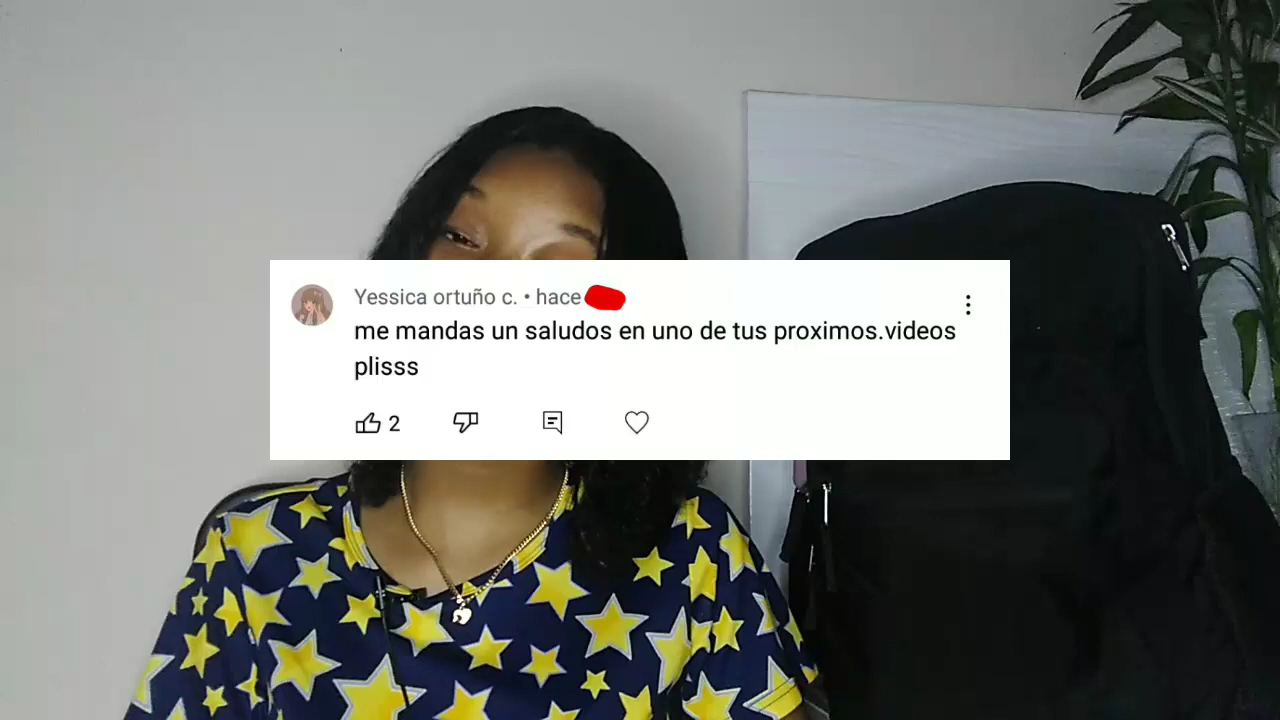 Yessica ortuño c. • hace
me mandas un saludos en uno de tus proximos.videos
plisss
2